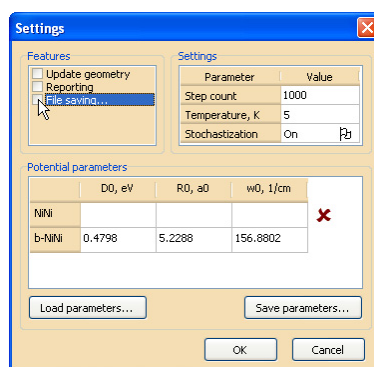 Settings
Features
Update geometry
Reporting
File saving...
Settings
Parameter Value
Step count 1000
Temperature, K 5
Stochastization On
Potential parameters
D0, eV R0, a0 w0, 1/cm
NiNi
b-NiNi 0.4798 5.2288 156.8802
Load parameters... Save parameters...
OK Cancel